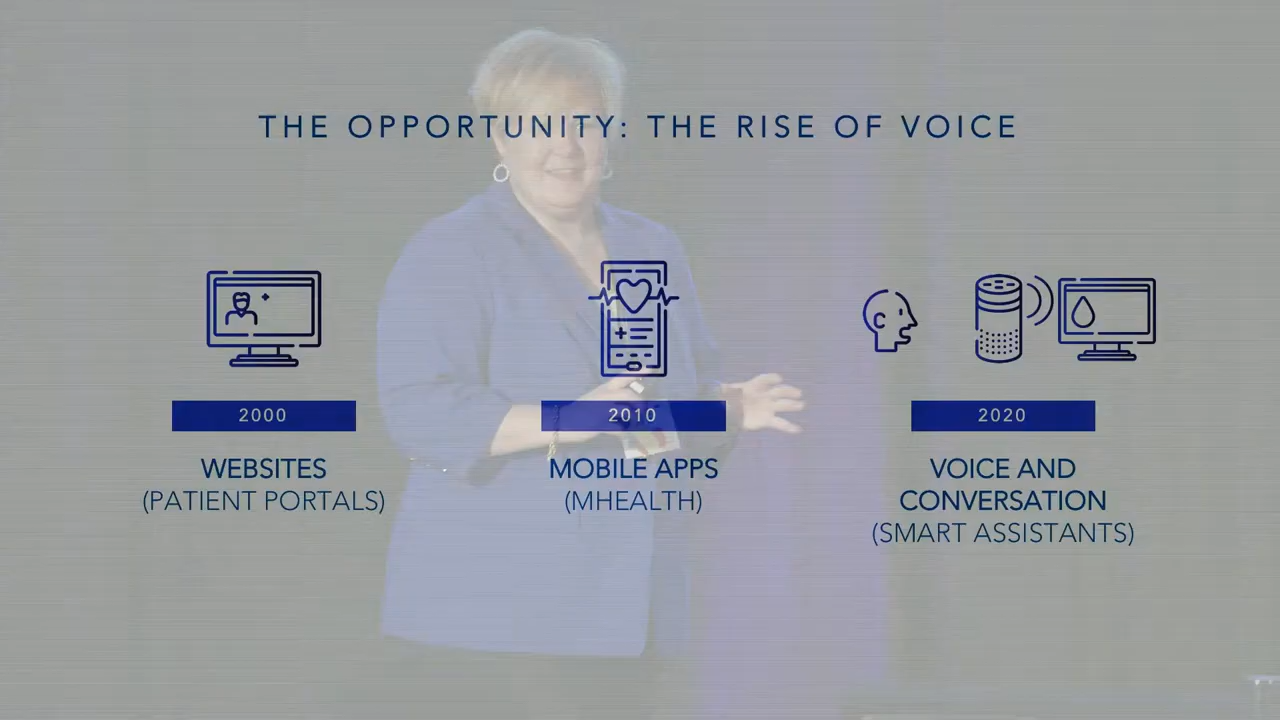 THE OPPORTUNITY: THE RISE OF VOICE
2000
WEBSITES
(PATIENT PORTALS)
2010
MOBILE APPS
(MHEALTH)
2020
VOICE AND
CONVERSATION
(SMART ASSISTANTS)